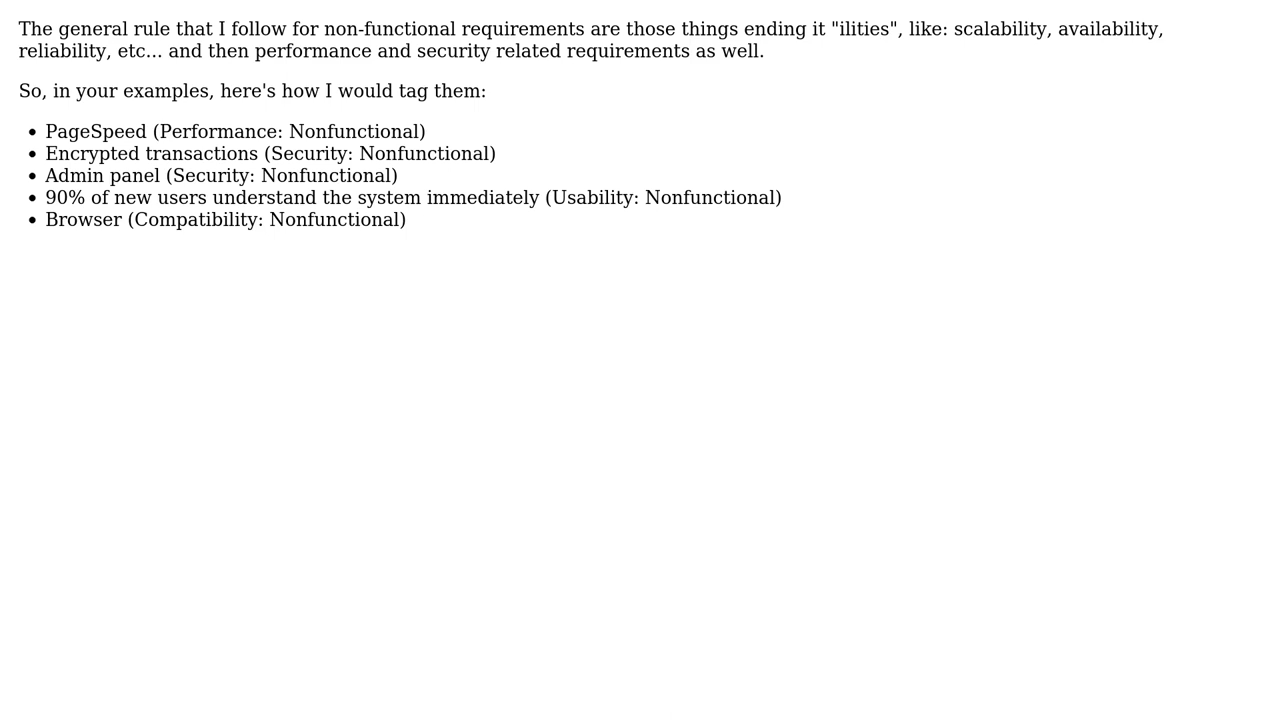 The general rule that I follow for non-functional requirements are those things ending it "ilities", like: scalability, availability,
reliability, etc... and then performance and security related requirements as well.
So, in your examples, here's how I would tag them:
• PageSpeed (Performance: Nonfunctional)
• Encrypted transactions (Security: Nonfunctional)
• Admin panel (Security: Nonfunctional)
• 90% of new users understand the system immediately (Usability: Nonfunctional)
• Browser (Compatibility: Nonfunctional)